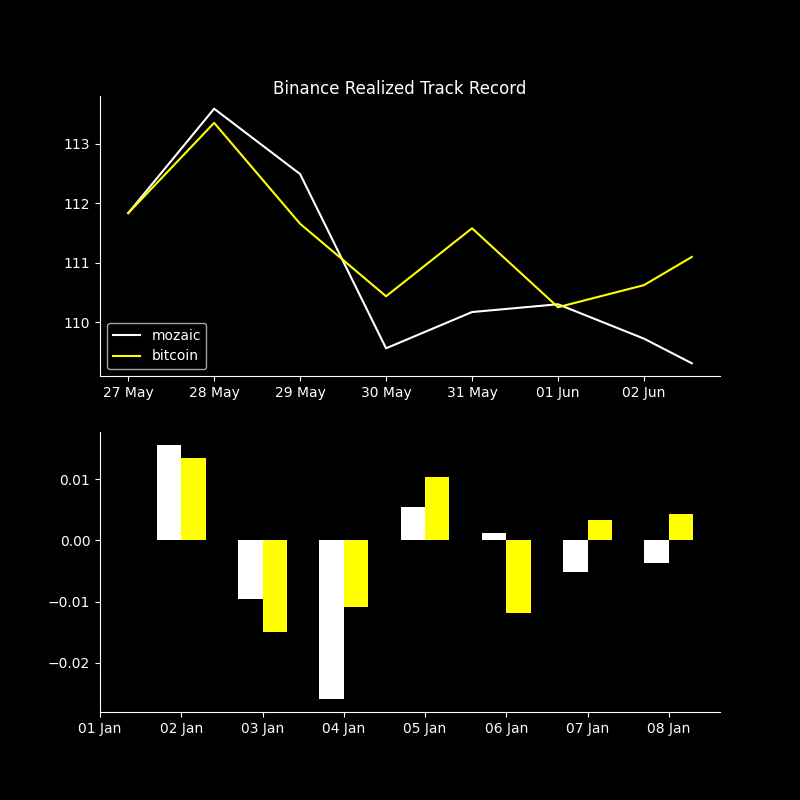 Binance Realized Track Record
113
112
111
110
mozaic
bitcoin
27 May 28 May 29 May 30 May 31 May 01 Jun 02 Jun
0.01
0.00
−0.01
−0.02
01 Jan 02 Jan 03 Jan 04 Jan 05 Jan 06 Jan 07 Jan 08 Jan